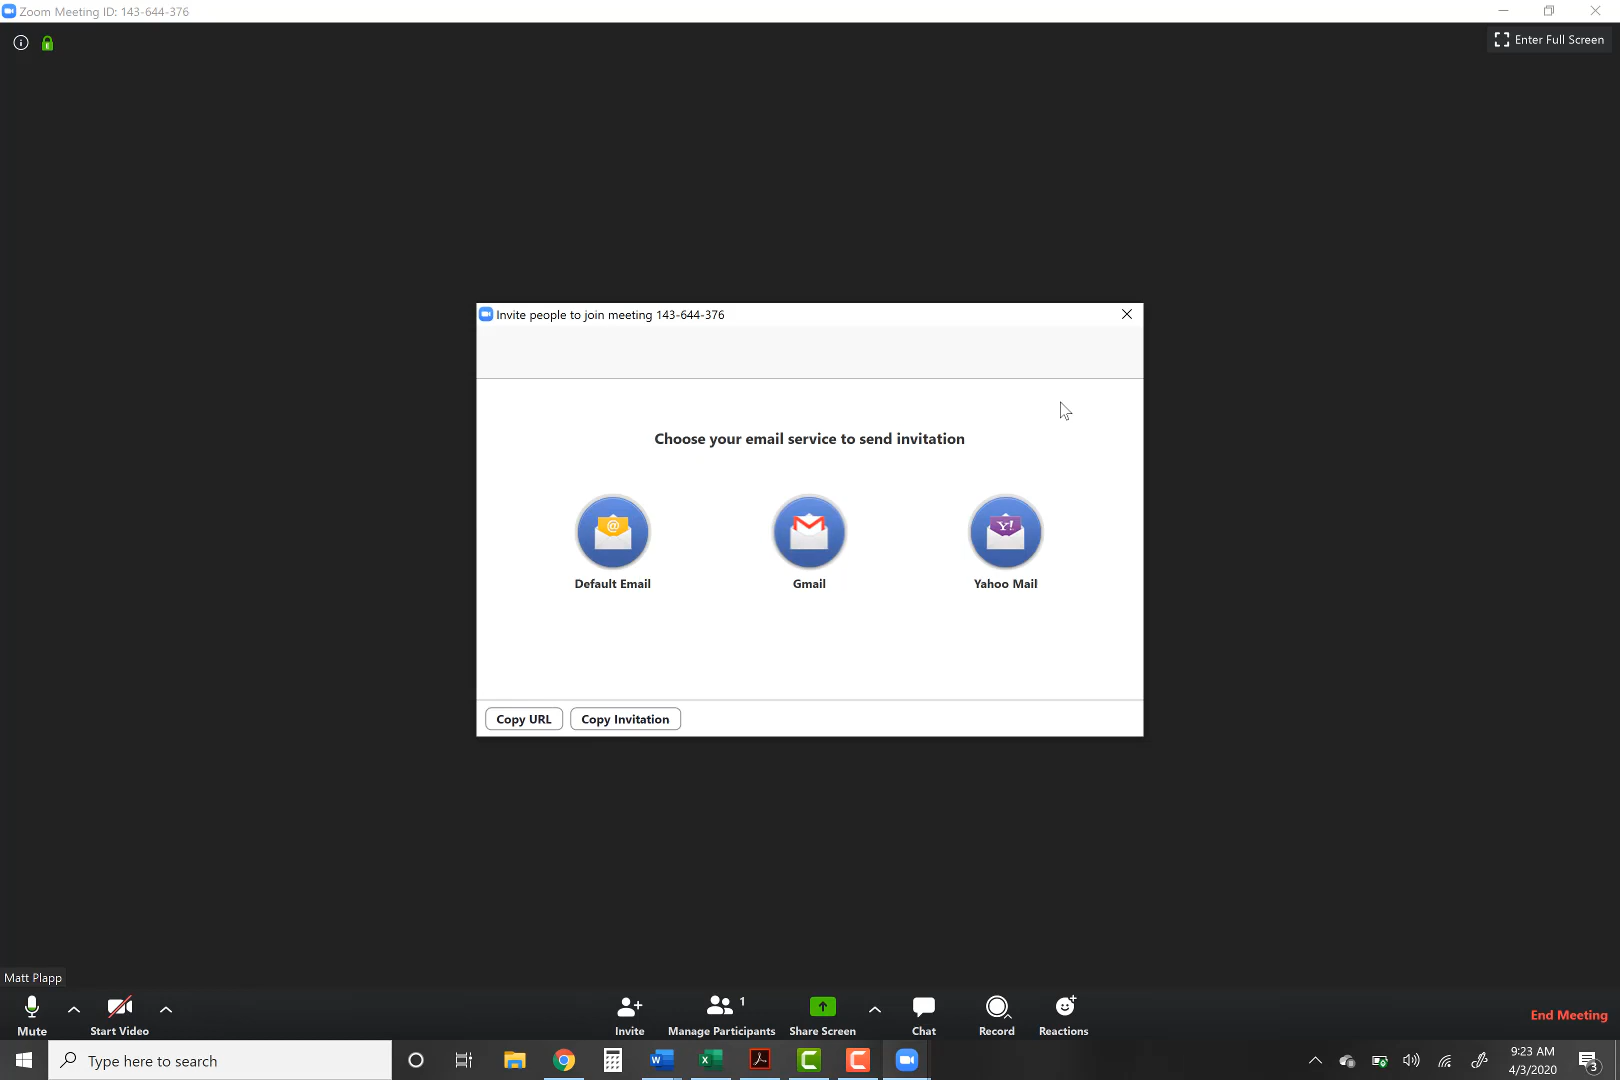 Zoom Meeting ID: 143-644-376
Enter Full Screen
Invite people to join meeting 143-644-376
Choose your email service to send invitation
@
Y!
Default Email
Gmail
Yahoo Mail
Copy URL
Copy Invitation
Matt Plapp
1
Mute
Start Video
Invite
Manage Participants
Share Screen
Chat
Record
Reactions
End Meeting
Type here to search
9:23 AM
4/3/2020
3